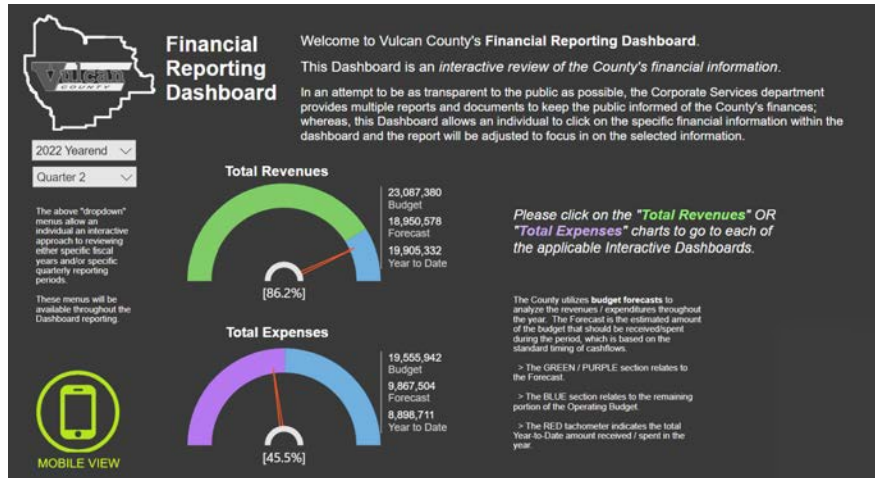 Vulcan
COUNTY
Financial
Reporting
Dashboard
Welcome to Vulcan County's Financial Reporting Dashboard.
This Dashboard is an interactive review of the County's financial information.
In an attempt to be as transparent to the public as possible, the Corporate Services department
provides multiple reports and documents to keep the public informed of the County's finances;
whereas, this Dashboard allows an individual to click on the specific financial information within the
dashboard and the report will be adjusted to focus in on the selected information.
2022 Yearend
Quarter 2
The above "dropdown"
menus allow an
individual an interactive
approach to reviewing
either specific fiscal
years and/or specific
quarterly reporting
periods.
These menus will be
available throughout the
Dashboard reporting.
MOBILE VIEW
Total Revenues
23,087,380
Budget
18,950,578
Forecast
19,905,332
Year to Date
[86.2%]
Total Expenses
19,555,942
Budget
9,867,504
Forecast
8,898,711
Year to Date
[45.5%]
Please click on the "Total Revenues" OR
"Total Expenses" charts to go to each of
the applicable Interactive Dashboards.
The County utilizes budget forecasts to
analyze the revenues / expenditures throughout
the year. The Forecast is the estimated amount
of the budget that should be received/spent
during the period, which is based on the
standard timing of cashflows.
> The GREEN / PURPLE section relates to
the Forecast.
> The BLUE section relates to the remaining
portion of the Operating Budget.
> The RED tachometer indicates the total
Year-to-Date amount received / spent in the
year.